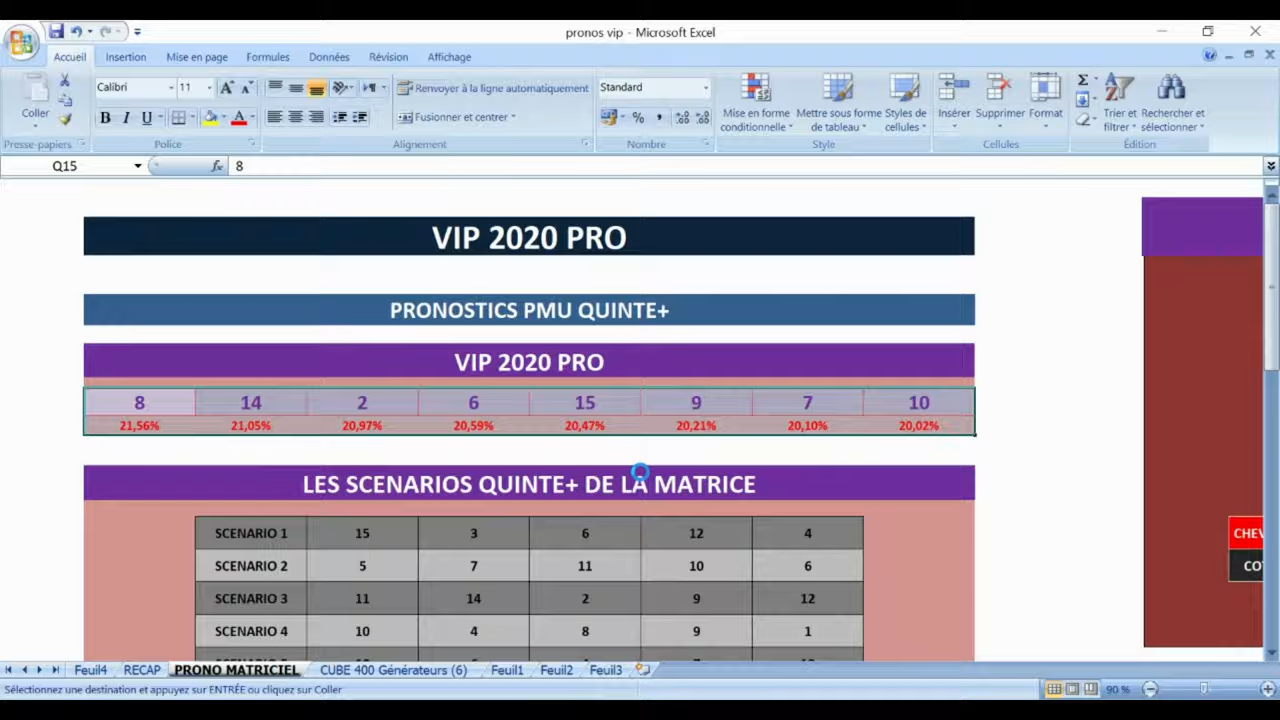 pronos vip - Microsoft Excel
Accueil Insertion Mise en page Formules Données Révision Affichage
Coller
Calibri 11
Renvoyer à la ligne automatiquement
Standard
Fusionner et centrer
Mise en forme conditionnelle
Mettre sous forme de tableau
Styles de cellules
Insérer Supprimer Format
Trier et filtrer
Rechercher et sélectionner
Presse-papiers Police Alignement Nombre Style Cellules Édition
Q15 fx 8
VIP 2020 PRO
PRONOSTICS PMU QUINTE+
VIP 2020 PRO
8 14 2 6 15 9 7 10
21,56% 21,05% 20,97% 20,59% 20,47% 20,21% 20,10% 20,02%
LES SCENARIOS QUINTE+ DE LA MATRICE
SCENARIO 1 15 3 6 12 4
SCENARIO 2 5 7 11 10 6
SCENARIO 3 11 14 2 9 12
SCENARIO 4 10 4 8 9 1
CHEV
CO
Feuil4 RECAP PRONO MATRICIEL CUBE 400 Générateurs (6) Feuil1 Feuil2 Feuil3
Sélectionnez une destination et appuyez sur ENTRÉE ou cliquez sur Coller
90 %